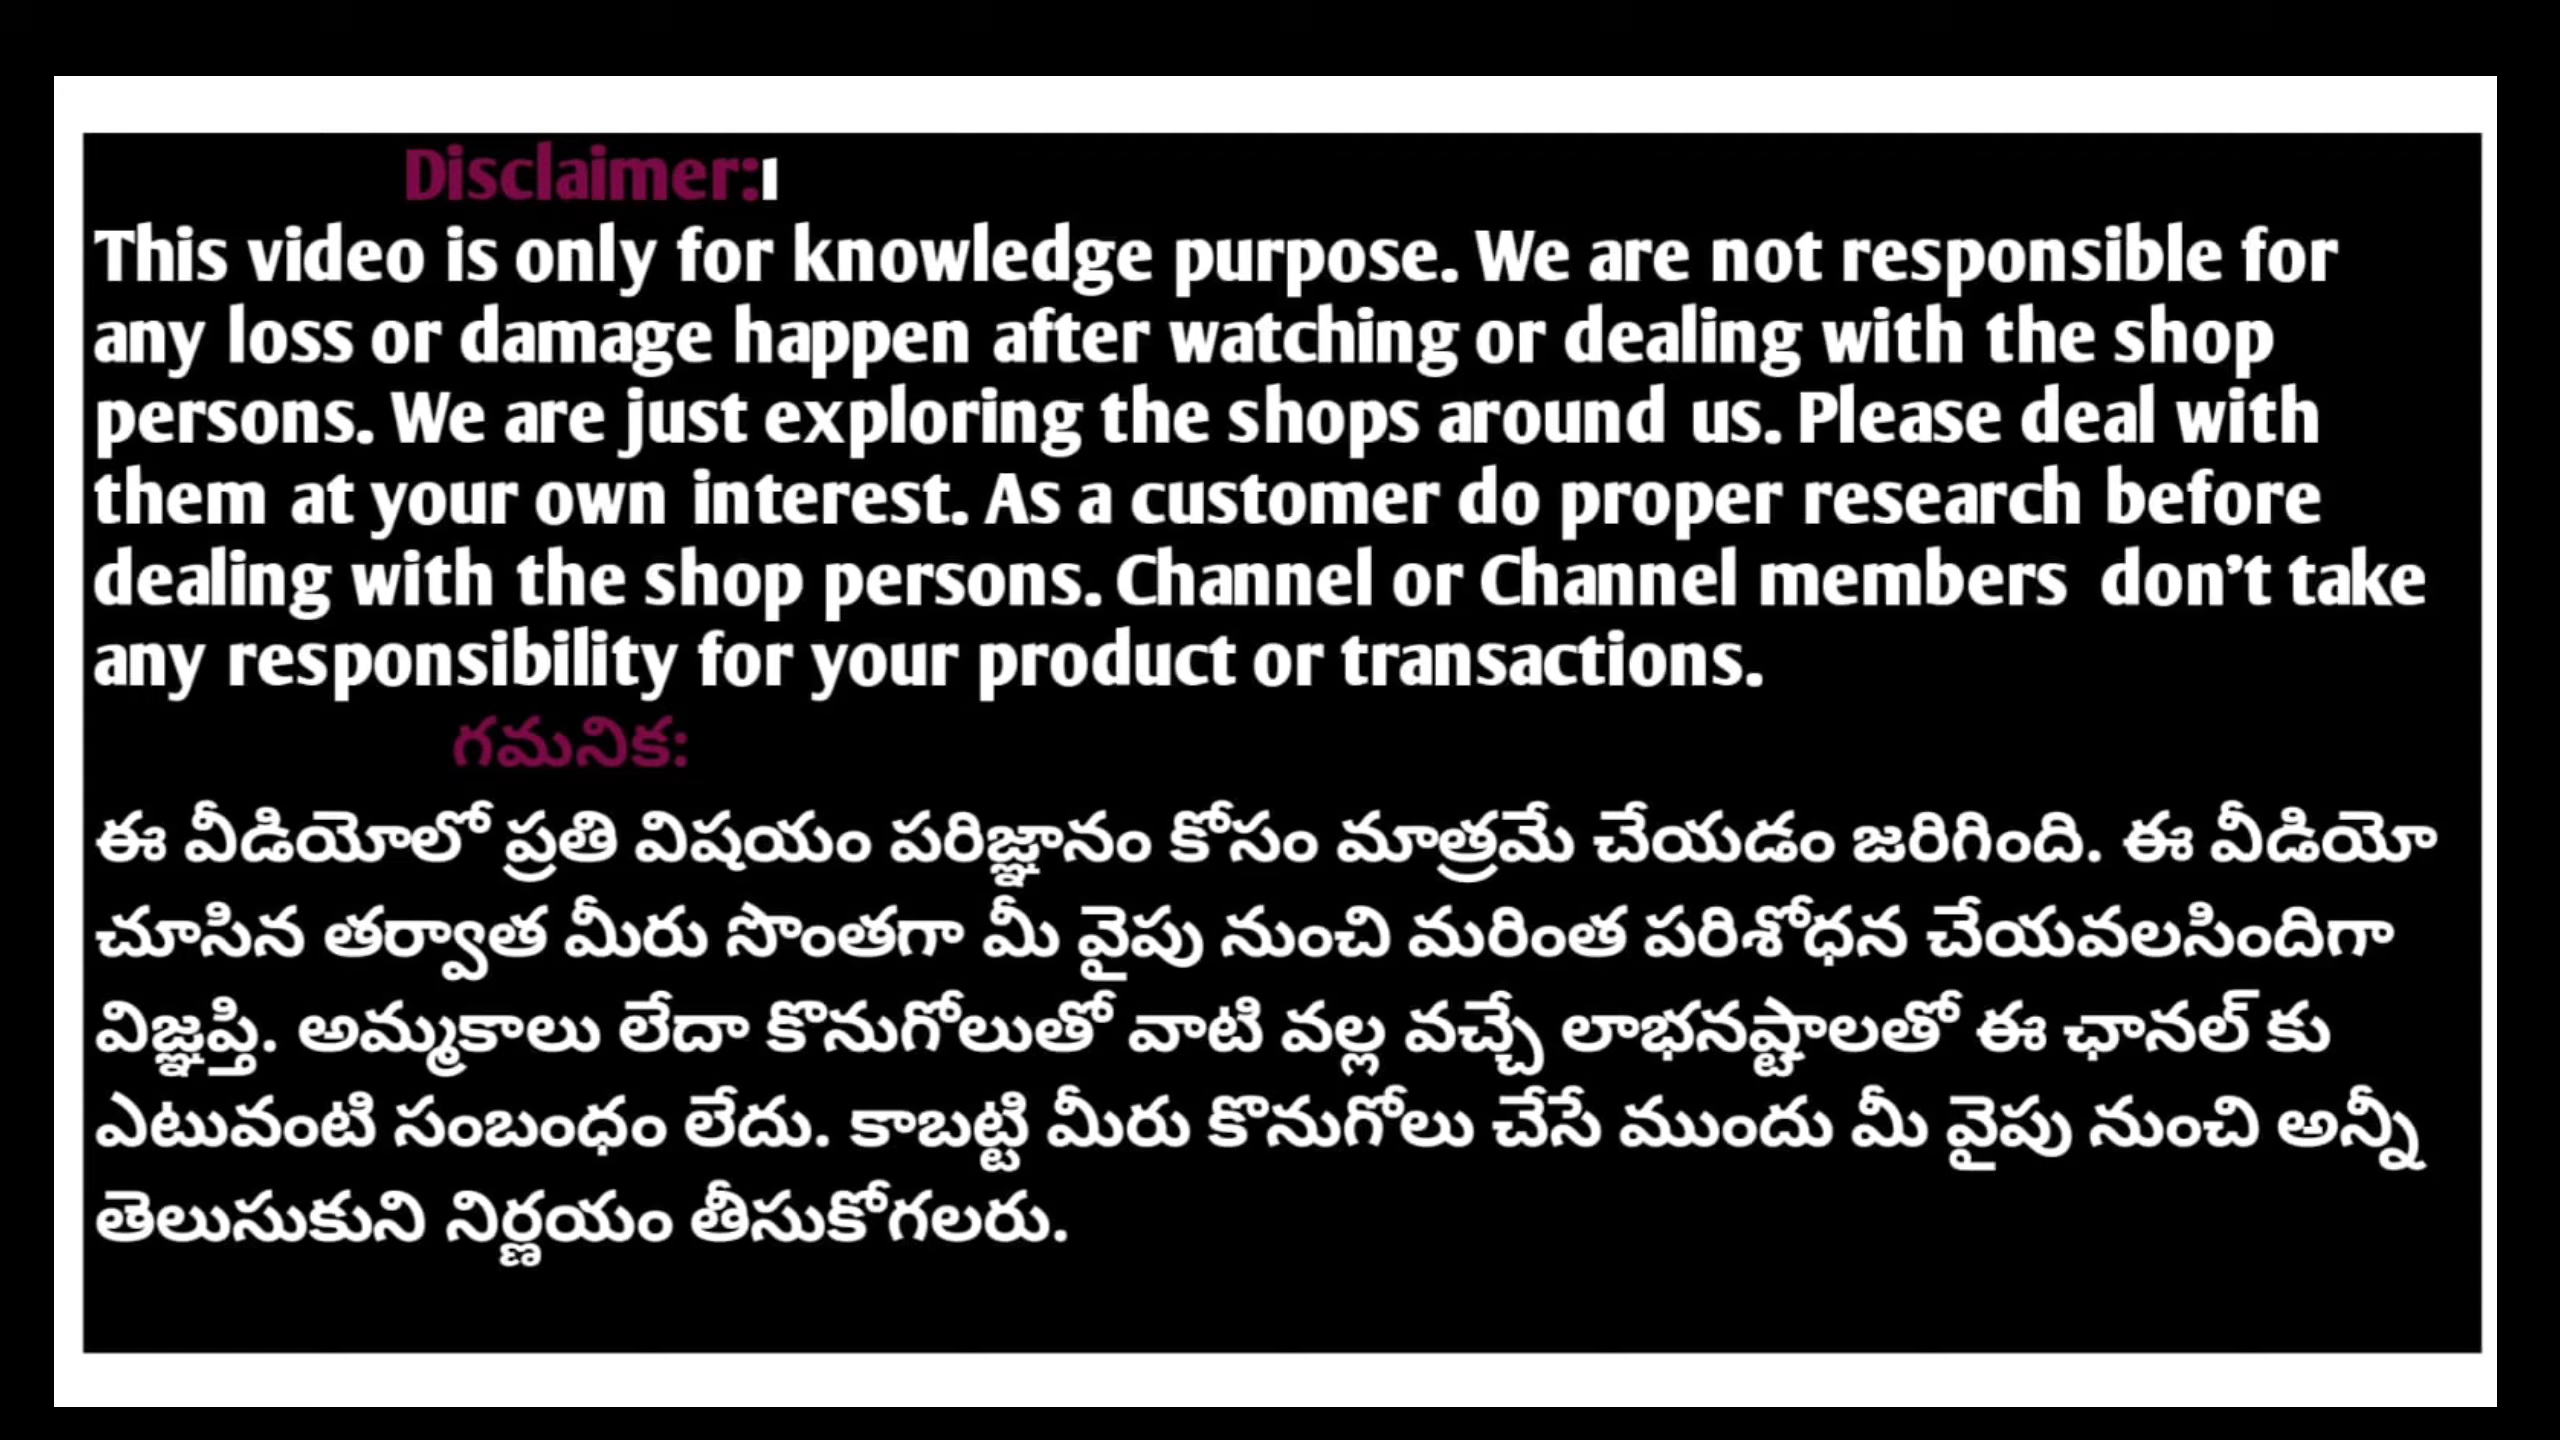 Disclaimer:ı
This video is only for knowledge purpose. We are not responsible for
any loss or damage happen after watching or dealing with the shop
persons. We are just exploring the shops around us. Please deal with
them at your own interest. As a customer do proper research before
dealing with the shop persons. Channel or Channel members don't take
any responsibility for your product or transactions.
గమనిక:
ఈ వీడియోలో ప్రతి విషయం పరిజ్ఞానం కోసం మాత్రమే చేయడం జరిగింది. ఈ వీడియో
చూసిన తర్వాత మీరు సొంతగా మీ వైపు నుంచి మరింత పరిశోధన చేయవలసిందిగా
విజ్ఞప్తి. అమ్మకాలు లేదా కొనుగోలుతో వాటి వల్ల వచ్చే లాభనష్టాలతో ఈ ఛానల్ కు
ఎటువంటి సంబంధం లేదు. కాబట్టి మీరు కొనుగోలు చేసే ముందు మీ వైపు నుంచి అన్నీ
తెలుసుకుని నిర్ణయం తీసుకోగలరు.